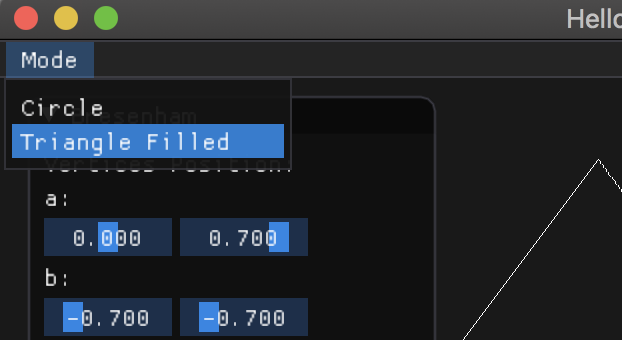 Hello
Mode
Circle
Bresenham
Triangle Filled
Vertices Position:
a:
0.000 0.700
b:
-0.700 -0.700